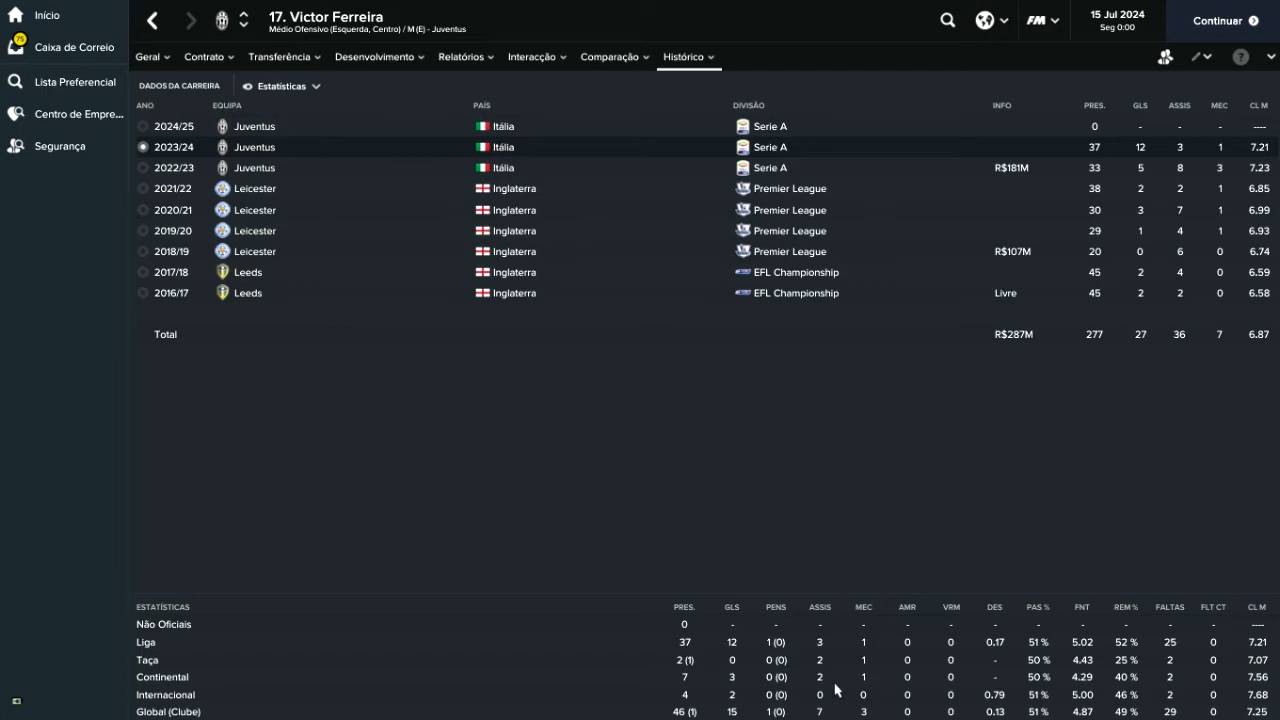 Início
75
Caixa de Correio
Lista Preferencial
Centro de Empre...
Segurança
17. Victor Ferreira
Médio Ofensivo (Esquerda, Centro) / M (E) - Juventus
FM
15 Jul 2024
Seg 0:00
Continuar
Geral Contrato Transferência Desenvolvimento Relatórios Interacção Comparação Histórico
DADOS DA CARREIRA Estatísticas
ANO EQUIPA PAÍS DIVISÃO INFO PRES. GLS ASSIS MEC CL M
2024/25 Juventus Itália Serie A 0 - - - ----
2023/24 Juventus Itália Serie A 37 12 3 1 7.21
2022/23 Juventus Itália Serie A R$181M 33 5 8 3 7.23
2021/22 Leicester Inglaterra Premier League 38 2 2 1 6.85
2020/21 Leicester Inglaterra Premier League 30 3 7 1 6.99
2019/20 Leicester Inglaterra Premier League 29 1 4 1 6.93
2018/19 Leicester Inglaterra Premier League R$107M 20 0 6 0 6.74
2017/18 Leeds Inglaterra EFL Championship 45 2 4 0 6.59
2016/17 Leeds Inglaterra EFL Championship Livre 45 2 2 0 6.58
Total R$287M 277 27 36 7 6.87
ESTATÍSTICAS PRES. GLS PENS ASSIS MEC AMR VRM DES PAS % FNT REM % FALTAS FLT CT CL M
Não Oficiais 0 - - - - - - - - - - - - ----
Liga 37 12 1 (0) 3 1 0 0 0.17 51 % 5.02 52 % 25 0 7.21
Taça 2 (1) 0 0 (0) 2 1 0 0 - 50 % 4.43 25 % 2 0 7.07
Continental 7 3 0 (0) 2 1 0 0 - 50 % 4.29 40 % 2 0 7.56
Internacional 4 2 0 (0) 0 0 0 0 0.79 51 % 5.00 46 % 2 0 7.68
Global (Clube) 46 (1) 15 1 (0) 7 3 0 0 0.13 51 % 4.87 49 % 29 0 7.25